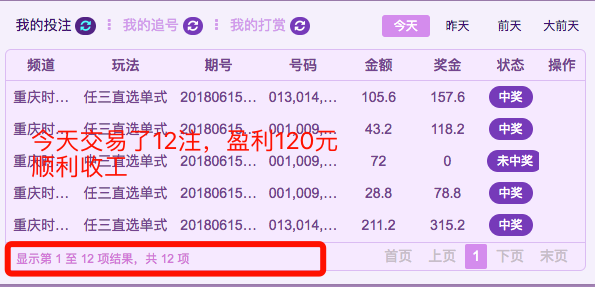 我的投注 我的追号 我的打赏 今天 昨天 前天 大前天
频道 玩法 期号 号码 金额 奖金 状态 操作
重庆时... 任三直选单式 20180615... 013,014,... 105.6 157.6 中奖
重庆时... 任三直选单式 20180615... 001,009,... 43.2 118.2 中奖
今天交易了12注，盈利120元
顺利收工
重庆时... 任三直选单式 20180615... 001,009,... 72 0 未中奖
重庆时... 任三直选单式 20180615... 001,009,... 28.8 78.8 中奖
重庆时... 任三直选单式 20180615... 013,014,... 211.2 315.2 中奖
显示第 1 至 12 项结果，共 12 项 首页 上页 1 下页 末页